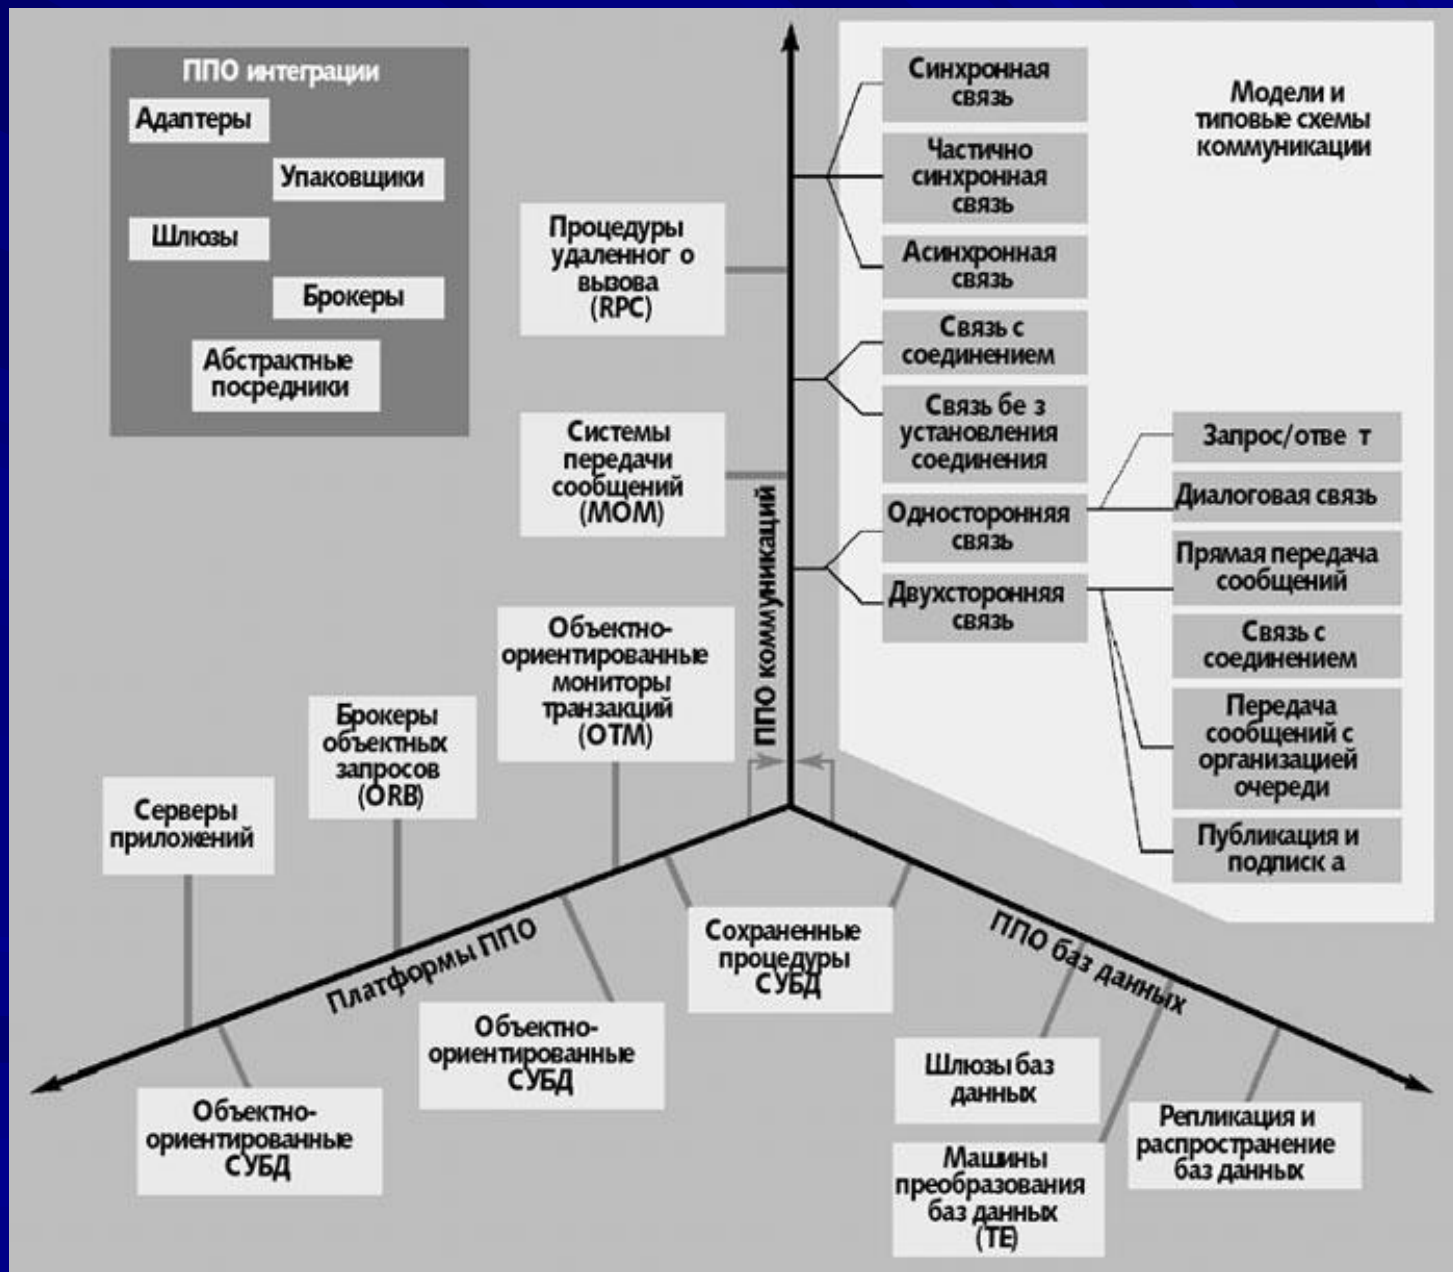 ППО интеграции
Адаптеры
Упаковщики
Шлюзы
Брокеры
Абстрактные
посредники
Процедуры
удаленног о
вызова
(RPC)
Системы
передачи
сообщений
(MOM)
ППО коммуникаций
Синхронная
связь
Частично
синхронная
связь
Асинхронная
связь
Связь с
соединением
Связь бе з
установления
соединения
Односторонняя
связь
Двухсторонняя
связь
Модели и
типовые схемы
коммуникации
Запрос/отве т
Диалоговая связь
Прямая передача
сообщений
Связь с
соединением
Передача
сообщений с
организацией
очереди
Публикация и
подписк а
Объектно-
ориентированные
мониторы
транзакций
(OTM)
Брокеры
объектных
запросов
(ORB)
Серверы
приложений
Платформы ППО
Объектно-
ориентированные
СУБД
Объектно-
ориентированные
СУБД
Сохраненные
процедуры
СУБД
ППО баз данных
Шлюзы баз
данных
Машины
преобразования
баз данных
(TE)
Репликация и
распространение
баз данных